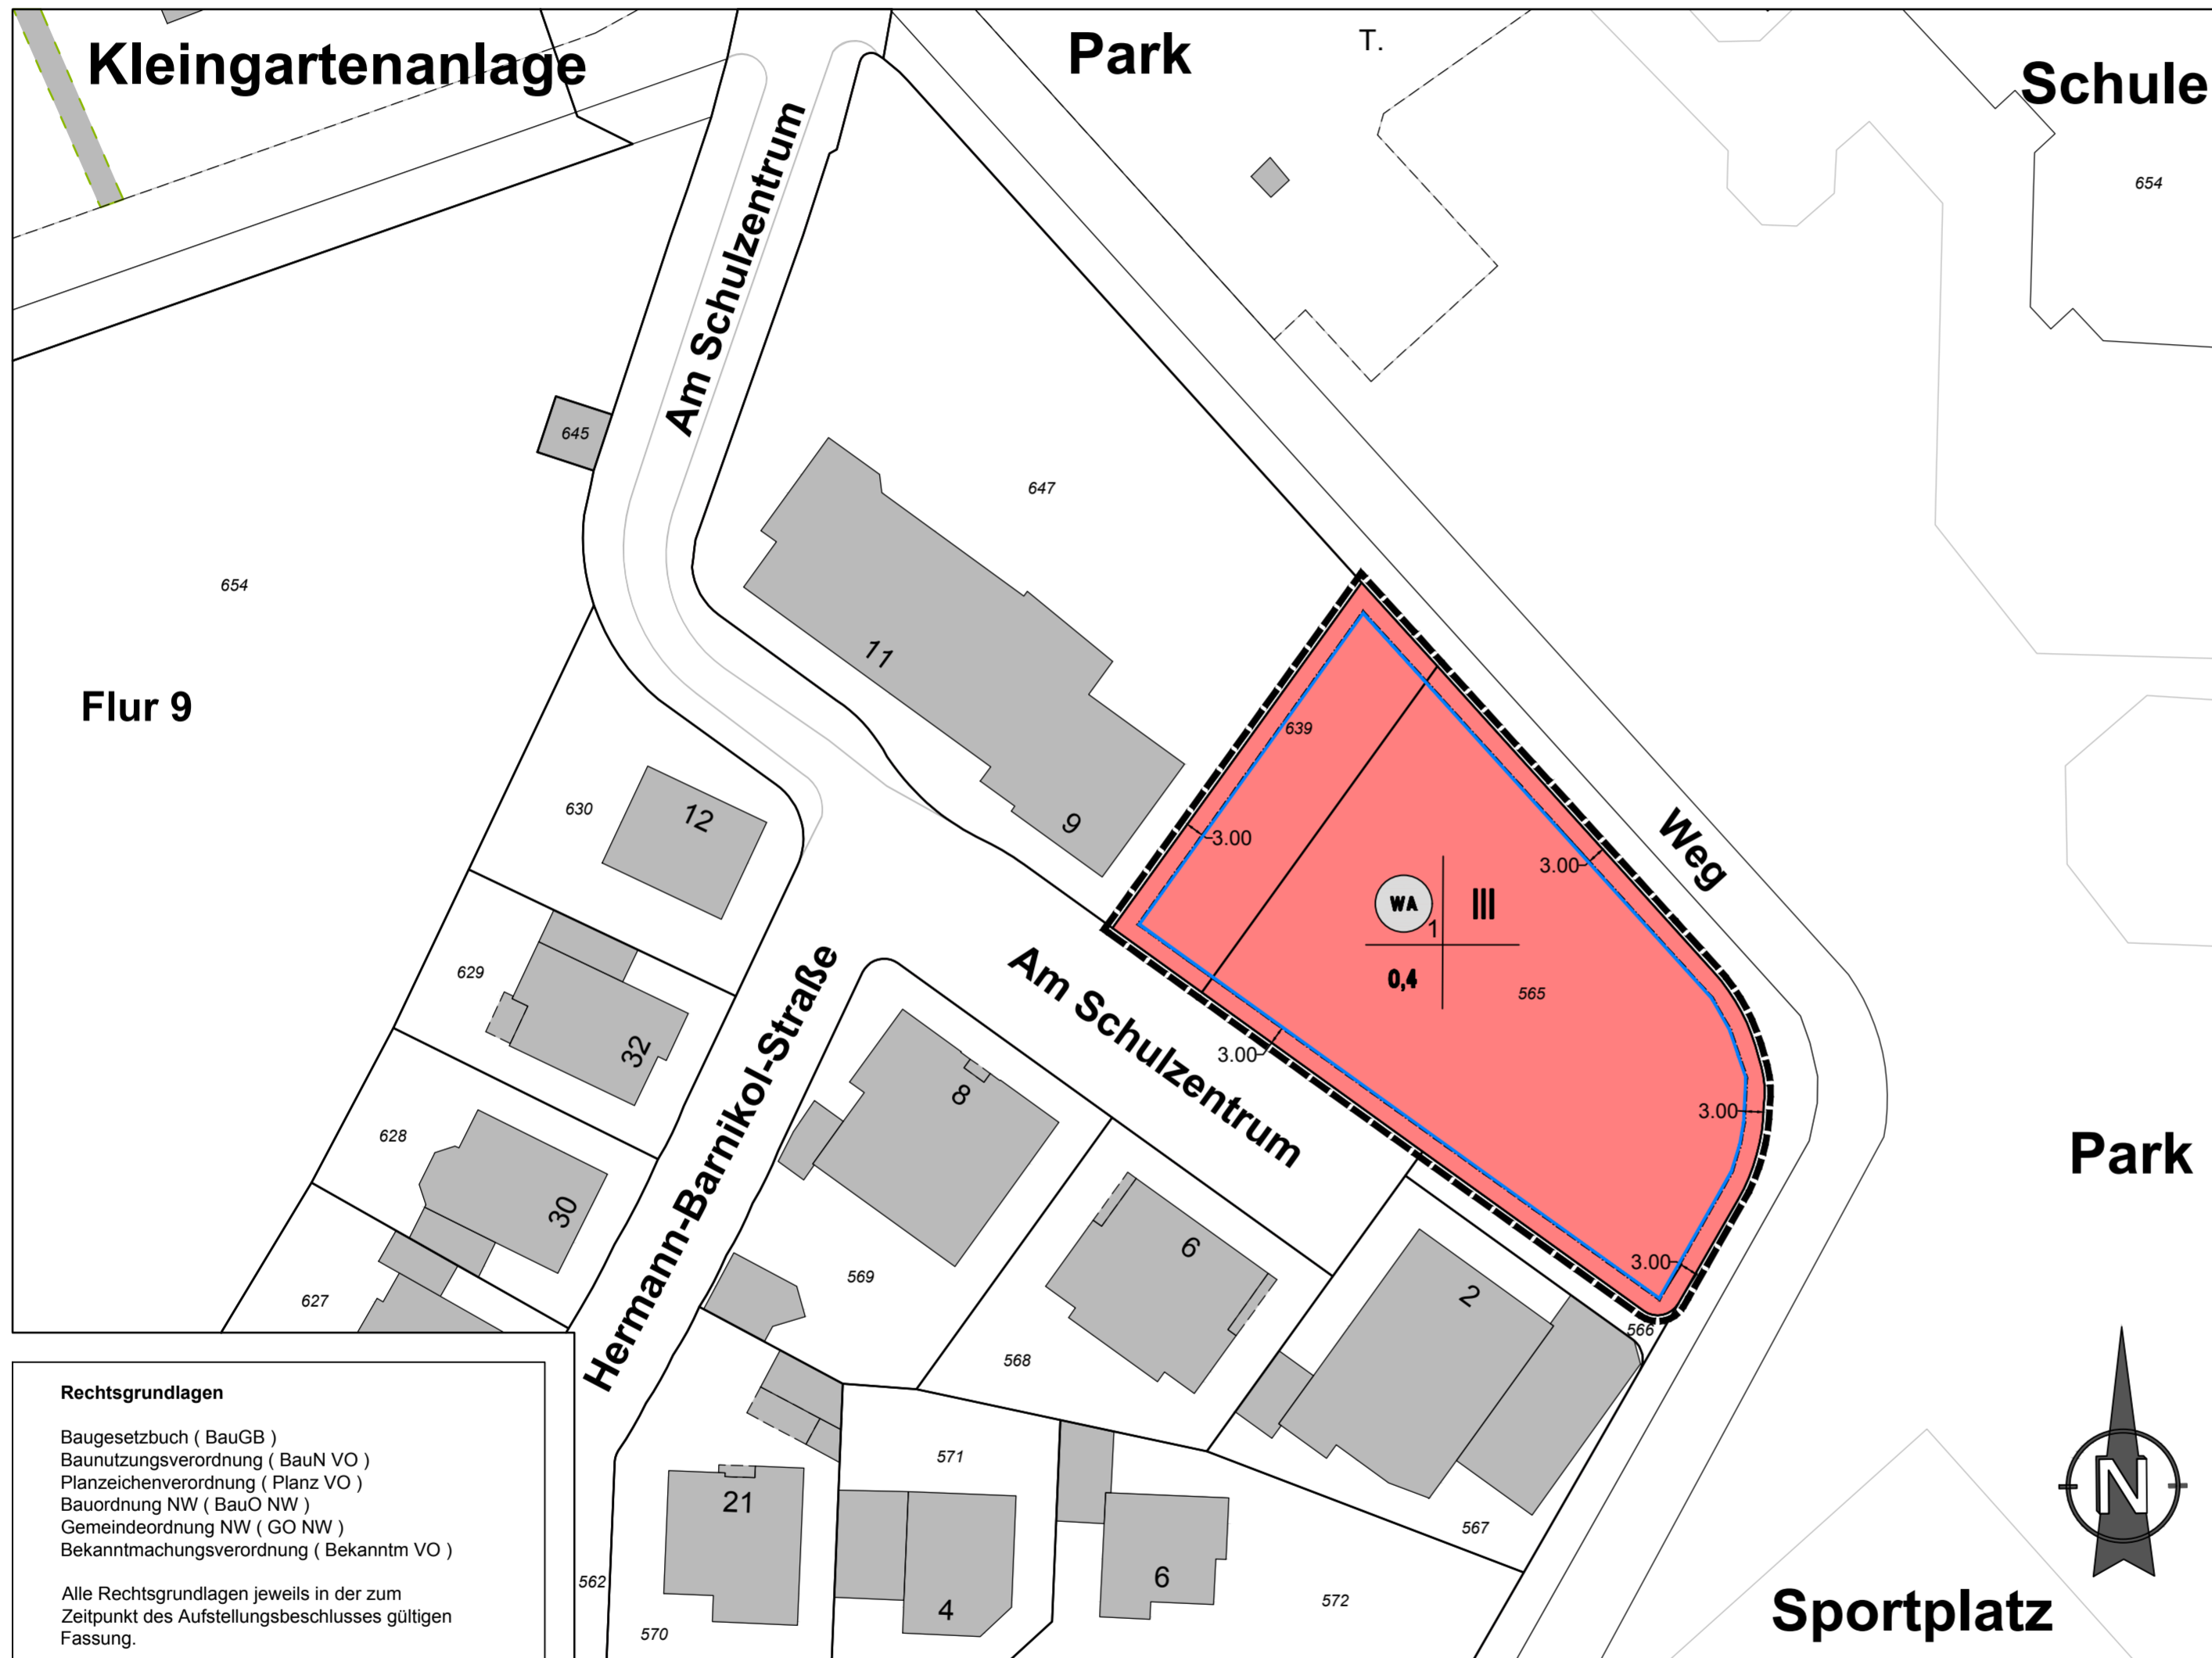 Kleingartenanlage
Park
T.
Schule
654
Am Schulzentrum
645
647
654
11
639
Flur 9
9
3.00
3.00
Weg
12
630
WA
1
III
0,4
565
629
32
Am Schulzentrum
3.00
8
3.00
628
30
Hermann-Barnikol-Straße
Park
6
3.00
2
569
627
566
568
571
567
21
6
4
572
562
570
N
Sportplatz
Rechtsgrundlagen
Baugesetzbuch ( BauGB )
Baunutzungsverordnung ( BauN VO )
Planzeichenverordnung ( Planz VO )
Bauordnung NW ( BauO NW )
Gemeindeordnung NW ( GO NW )
Bekanntmachungsverordnung ( Bekanntm VO )
Alle Rechtsgrundlagen jeweils in der zum
Zeitpunkt des Aufstellungsbeschlusses gültigen
Fassung.